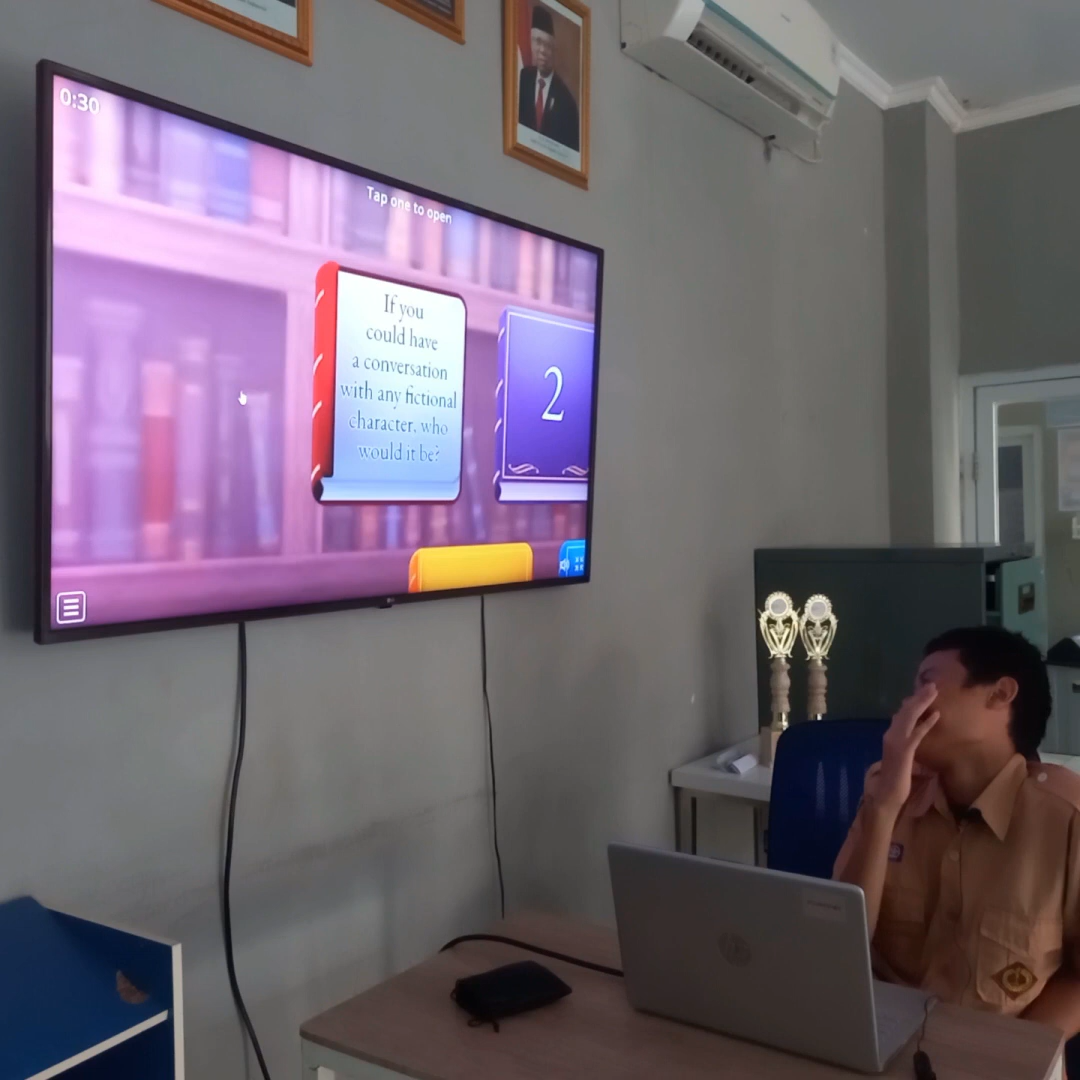 0:30
Tap one to open
If you
could have
a conversation
with any fictional
character, who
would it be?
2